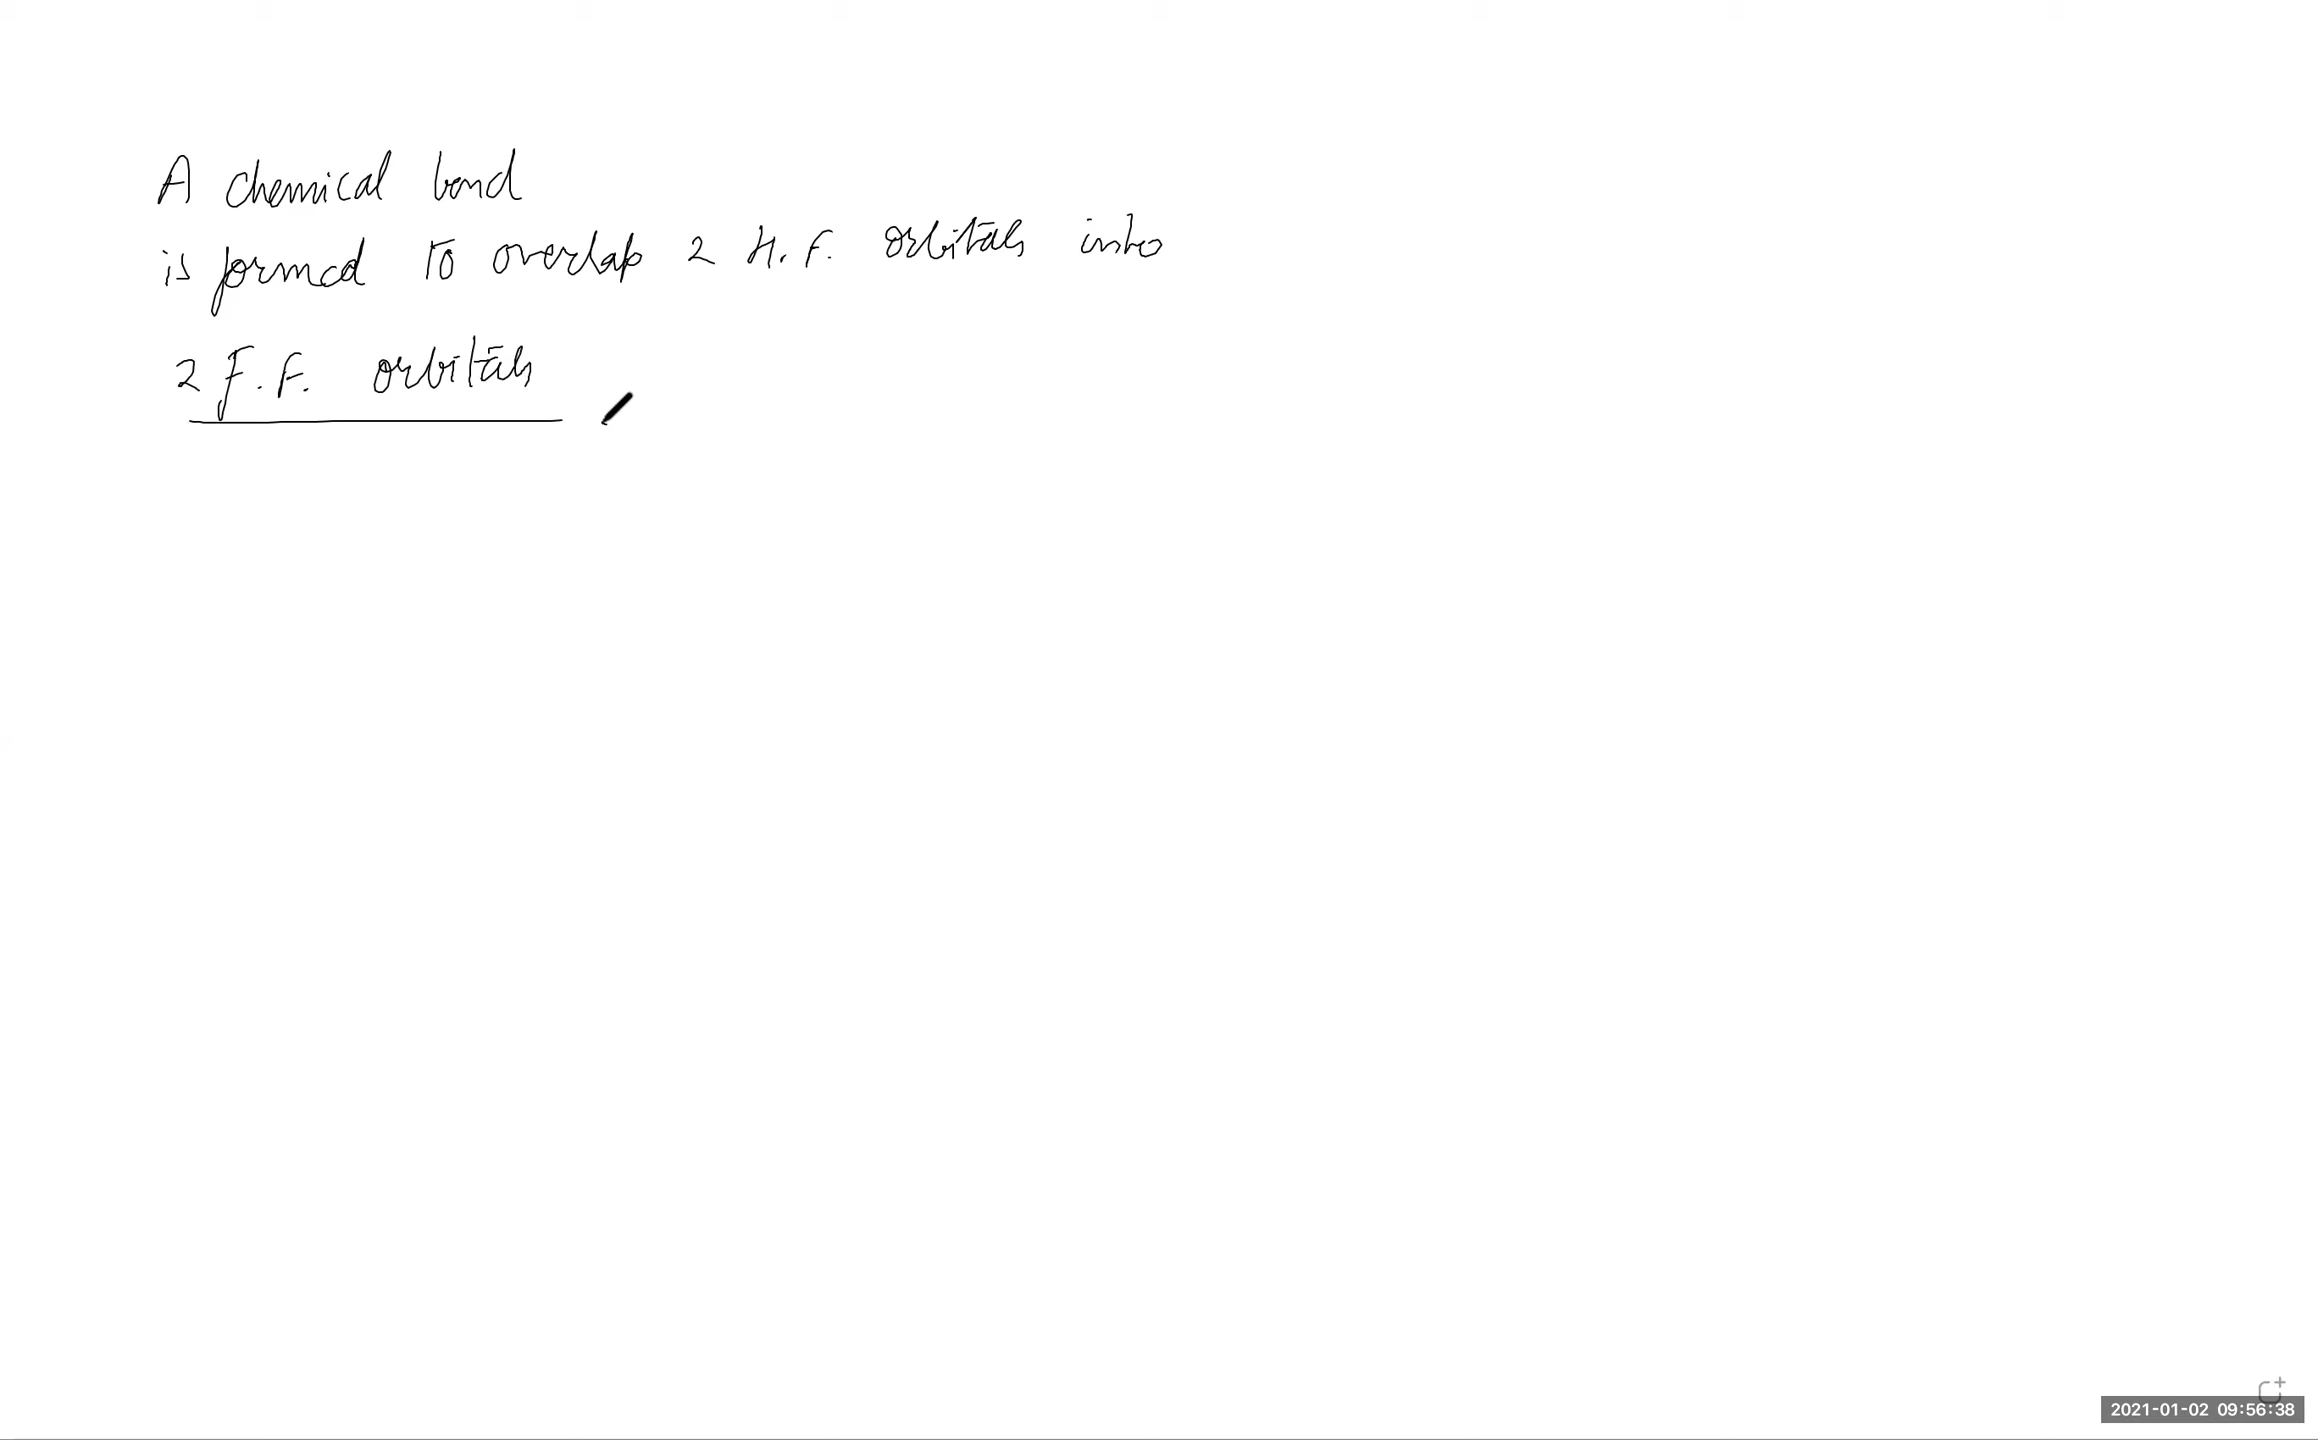 A chemical bond
is formed to overlap 2 H.F. orbitals into
2 F.F. orbitals
2021-01-02 09:56:38